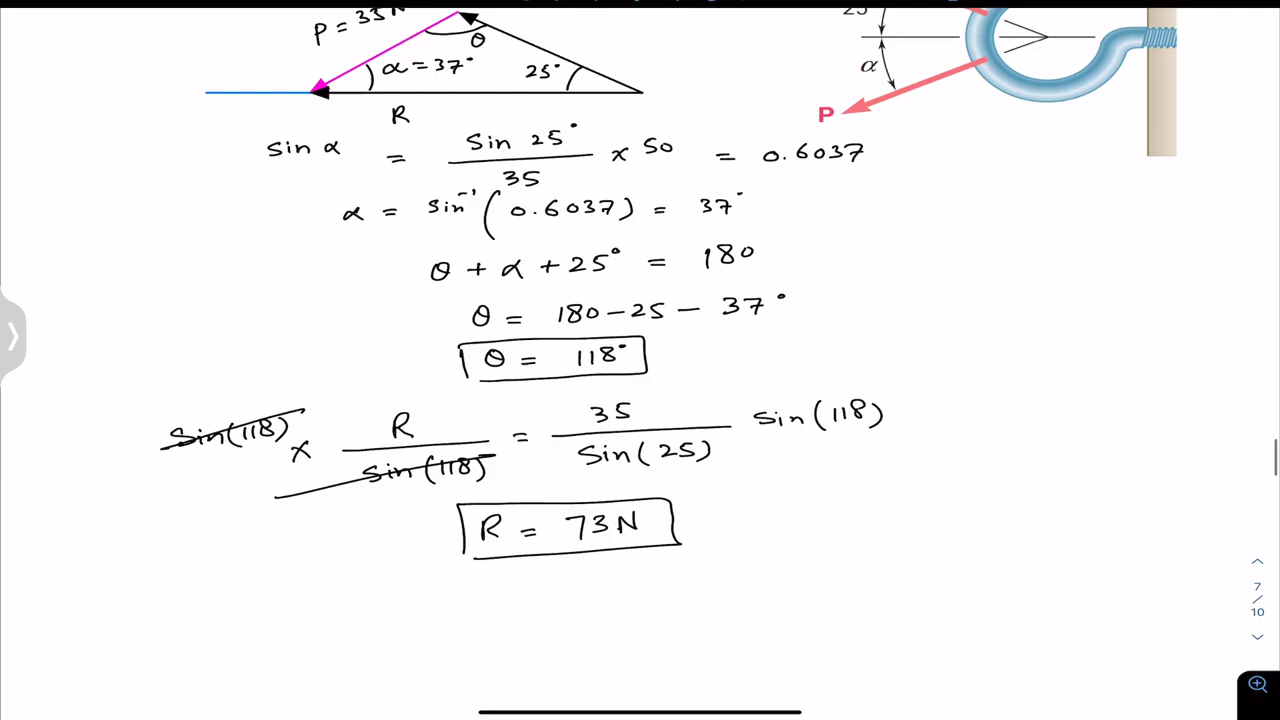 P = 35N
θ
α = 37°
25°
R
25
α
P
sin α = Sin 25° / 35 × 50 = 0.6037
α = sin⁻¹ (0.6037) = 37°
θ + α + 25° = 180
θ = 180 - 25 - 37°
θ = 118°
Sin(118) × R / Sin(118) = 35 / Sin(25) Sin(118)
R = 73N
7
/
10